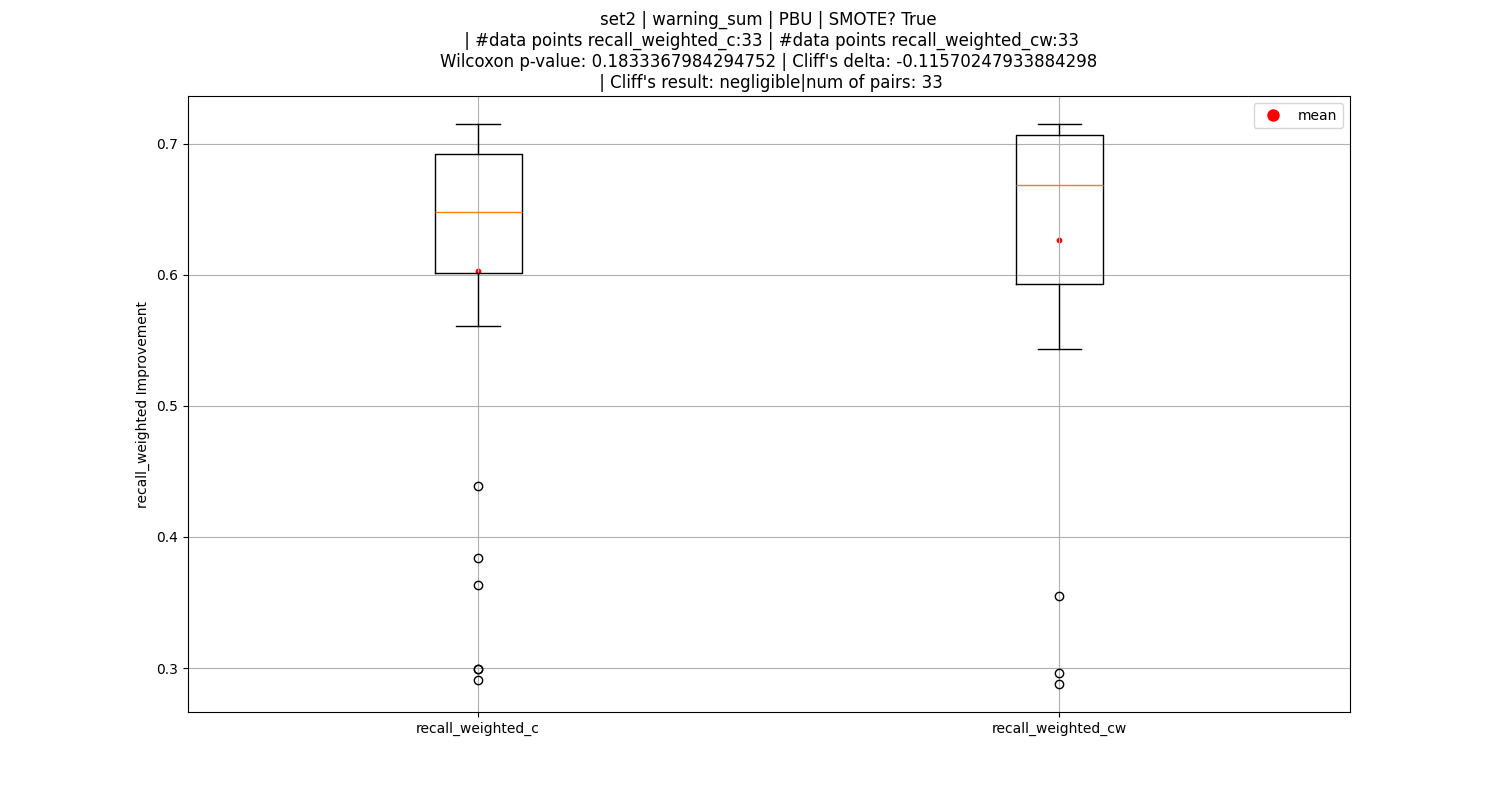 set2 | warning_sum | PBU | SMOTE? True
| #data points recall_weighted_c:33 | #data points recall_weighted_cw:33
Wilcoxon p-value: 0.1833367984294752 | Cliff's delta: -0.11570247933884298
| Cliff's result: negligible|num of pairs: 33
mean
0.7
0.6
0.5
0.4
0.3
recall_weighted Improvement
recall_weighted_c
recall_weighted_cw